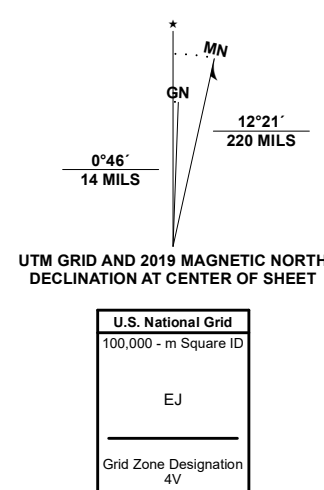 ★
MN
GN
12°21´
220 MILS
0°46´
14 MILS
UTM GRID AND 2019 MAGNETIC NORTH
DECLINATION AT CENTER OF SHEET
U.S. National Grid
100,000 - m Square ID
EJ
Grid Zone Designation
4V